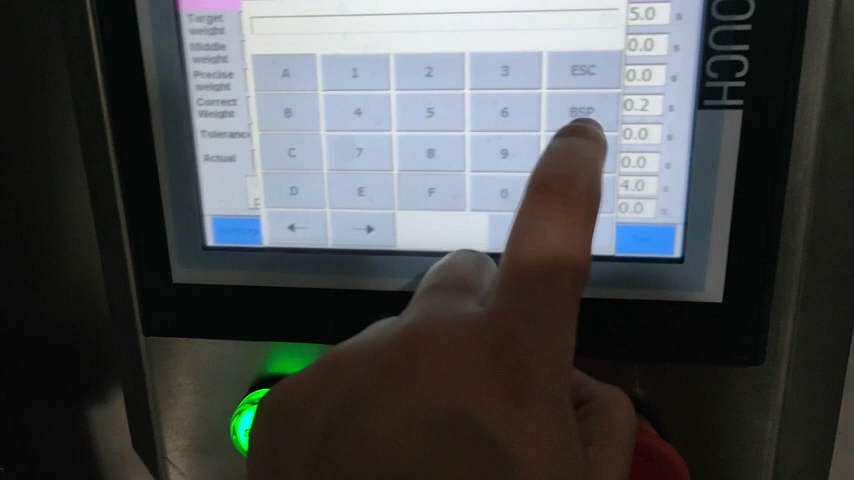 Target
weight
5.0 s
Middle
weight
0.0 s
Precise
weight
0.0 s
Correct
Weight
0.2 s
Tolerance
0.0 s
Actual
0.0 s
4.0 s
0.0 s
A 1 2 3 ESC
B 4 5 6 BSP
C 7 8 9
D E F 0
← →
OUCH